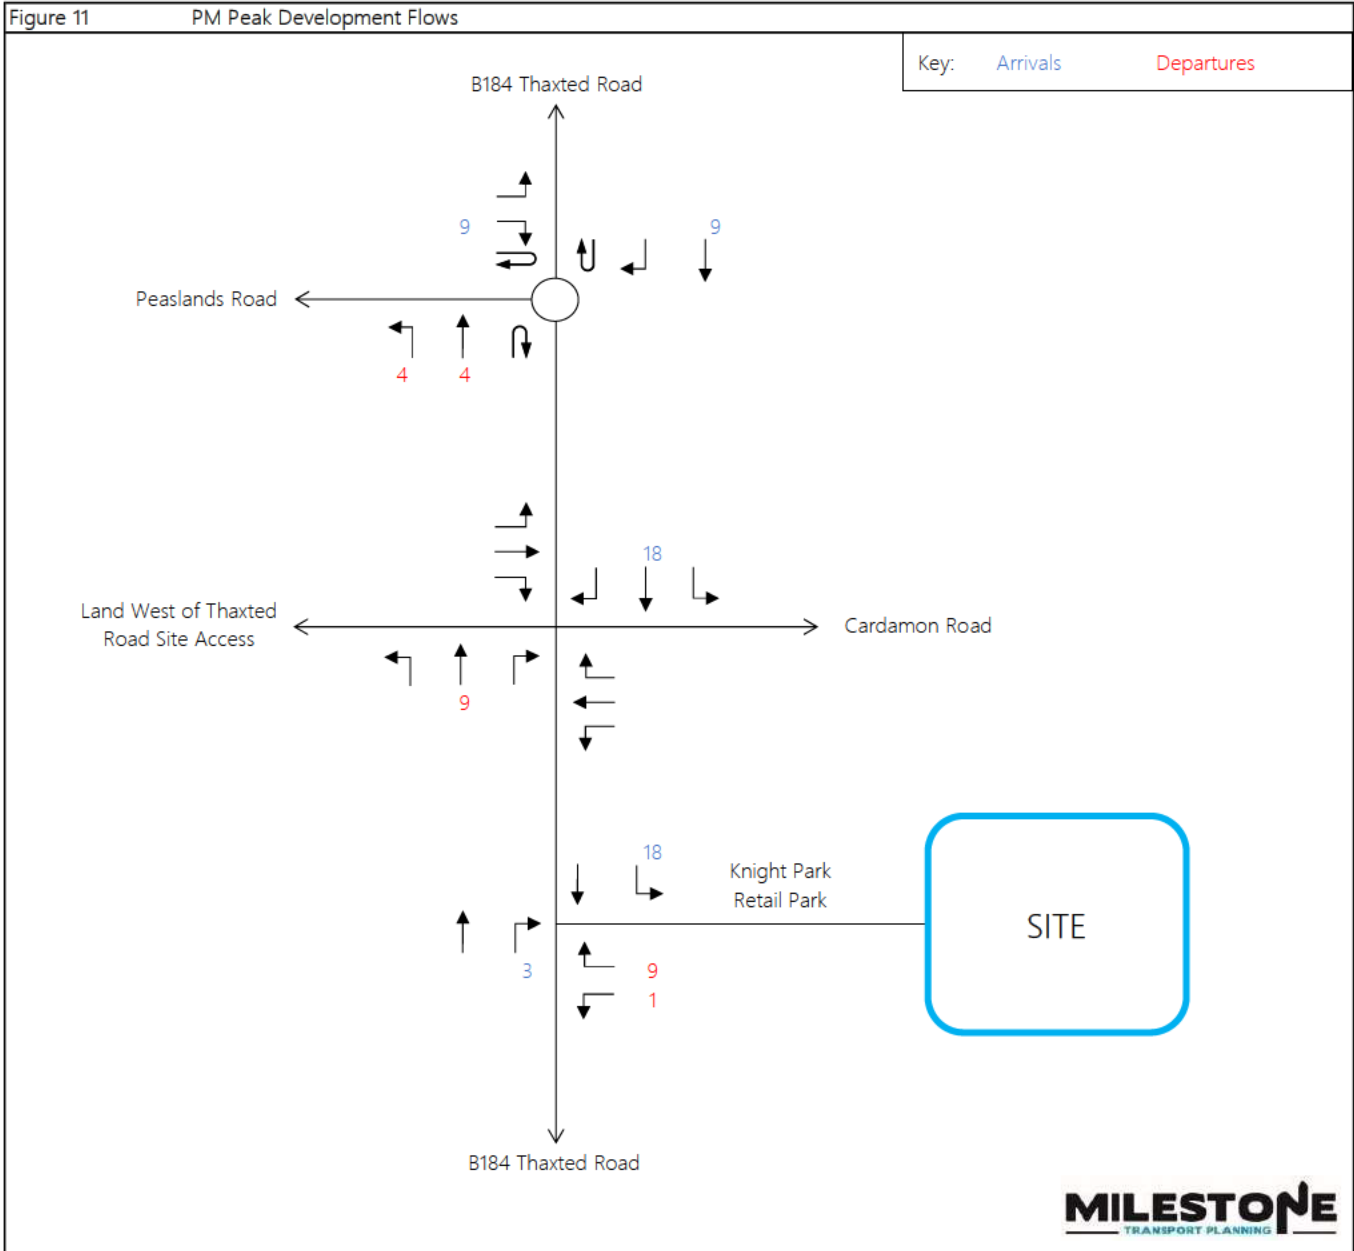 Figure 11 PM Peak Development Flows
Key: Arrivals Departures
B184 Thaxted Road
9 9
Peaslands Road
4 4
18
Land West of Thaxted
Road Site Access
Cardamon Road
9
18
Knight Park
Retail Park
SITE
3 9
1
B184 Thaxted Road
MILESTONE
TRANSPORT PLANNING